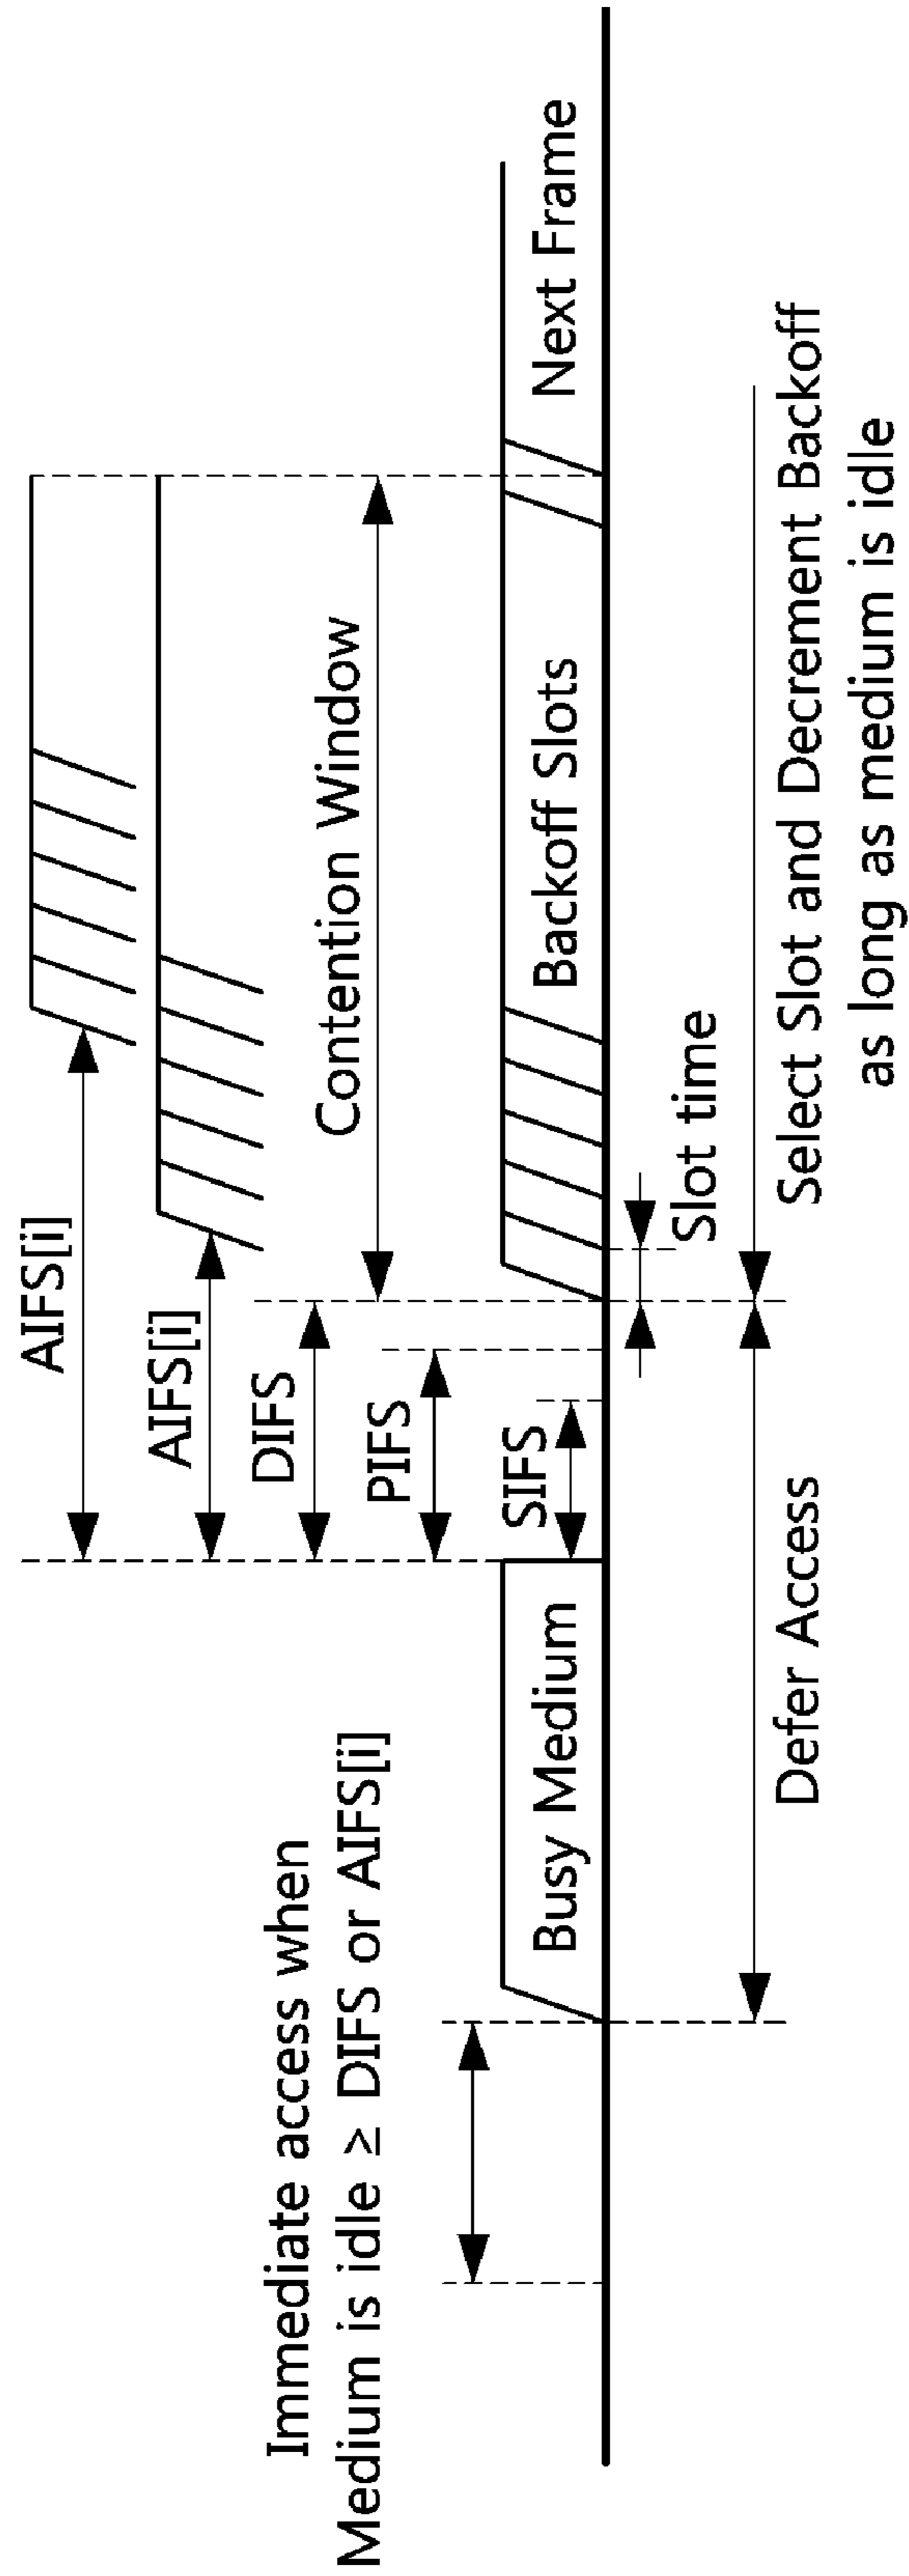 Immediate access when
Medium is idle ≥ DIFS or AIFS[i]
AIFS[i]
AIFS[i]
DIFS
PIFS
SIFS
Contention Window
Busy Medium
Backoff Slots
Next Frame
Slot time
Defer Access
Select Slot and Decrement Backoff
as long as medium is idle